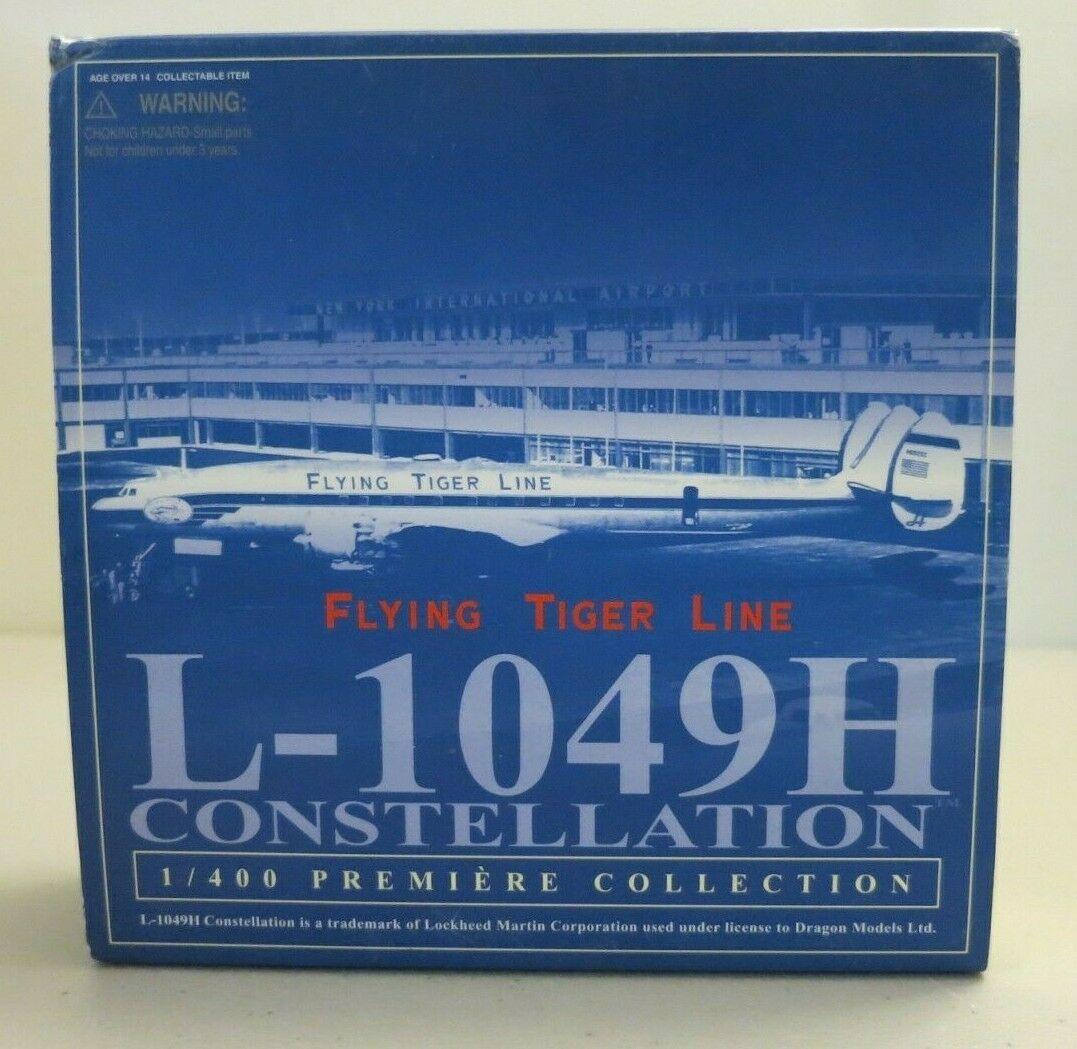 AGE OVER 14 COLLECTABLE ITEM
WARNING:
CHOKING HAZARD-Small parts
Not for children under 3 years.
NEW YORK INTERNATIONAL AIRPORT
FLYING TIGER LINE
FLYING TIGER LINE
L-1049H
CONSTELLATION™
1/400 PREMIÈRE COLLECTION
L-1049H Constellation is a trademark of Lockheed Martin Corporation used under license to Dragon Models Ltd.